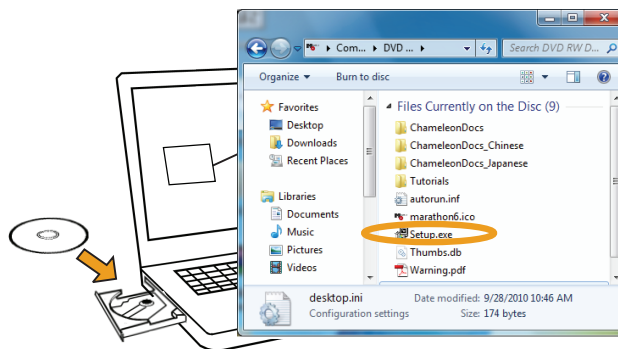 Com... DVD ... Search DVD RW D...
Organize Burn to disc
Favorites
Desktop
Downloads
Recent Places
Libraries
Documents
Music
Pictures
Videos
Files Currently on the Disc (9)
ChameleonDocs
ChameleonDocs_Chinese
ChameleonDocs_Japanese
Tutorials
autorun.inf
marathon6.ico
Setup.exe
Thumbs.db
Warning.pdf
desktop.ini Date modified: 9/28/2010 10:46 AM
Configuration settings Size: 174 bytes